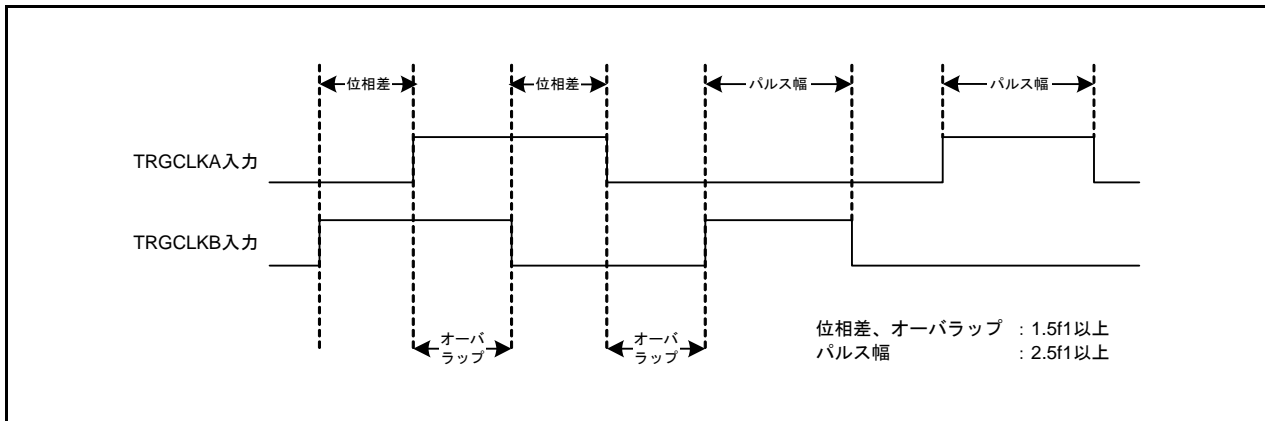 位相差 位相差 パルス幅 パルス幅
TRGCLKA入力
TRGCLKB入力
オーバ
ラップ
オーバ
ラップ
位相差、オーバラップ : 1.5f1以上
パルス幅 : 2.5f1以上